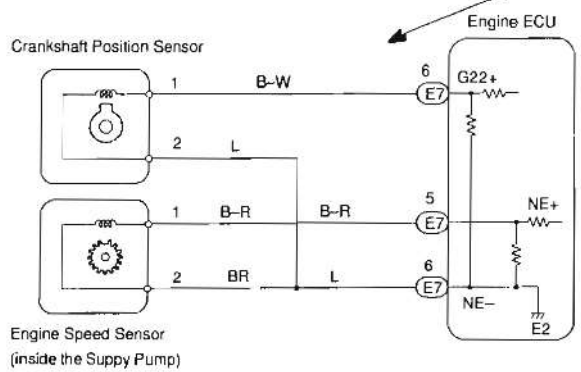 Engine ECU
Crankshaft Position Sensor
1 B–W 6 G22+
E7
2 L
5
1 B–R B–R E7 NE+
6
2 BR L E7
NE–
E2
Engine Speed Sensor
(inside the Suppy Pump)